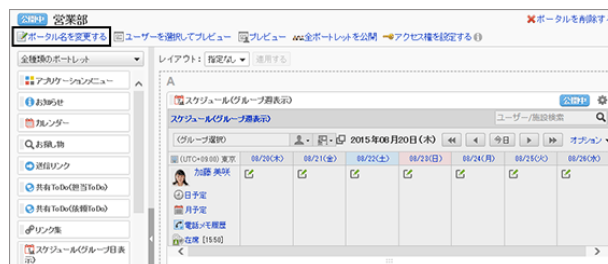 公開中 営業部
✖ポータルを削除す
ポータル名を変更する ユーザーを選択してプレビュー プレビュー 全ポートレットを公開 アクセス権を設定する
全種類のポートレット
レイアウト: 指定なし 適用する
アプリケーションメニュー
お知らせ
カレンダー
お探し物
送信リンク
共有ToDo(担当ToDo)
共有ToDo(依頼ToDo)
リンク集
スケジュール(グループ日表示)
A
スケジュール(グループ週表示)
公開中
スケジュール(グループ週表示)
ユーザー/施設検索
(グループ選択)
2015年08月20日(木) 今日 オプション
(UTC+09:00) 東京 08/20(木) 08/21(金) 08/22(土) 08/23(日) 08/24(月) 08/25(火) 08/26(水)
加藤 美咲
日予定
月予定
電話メモ履歴
在席 [15:50]